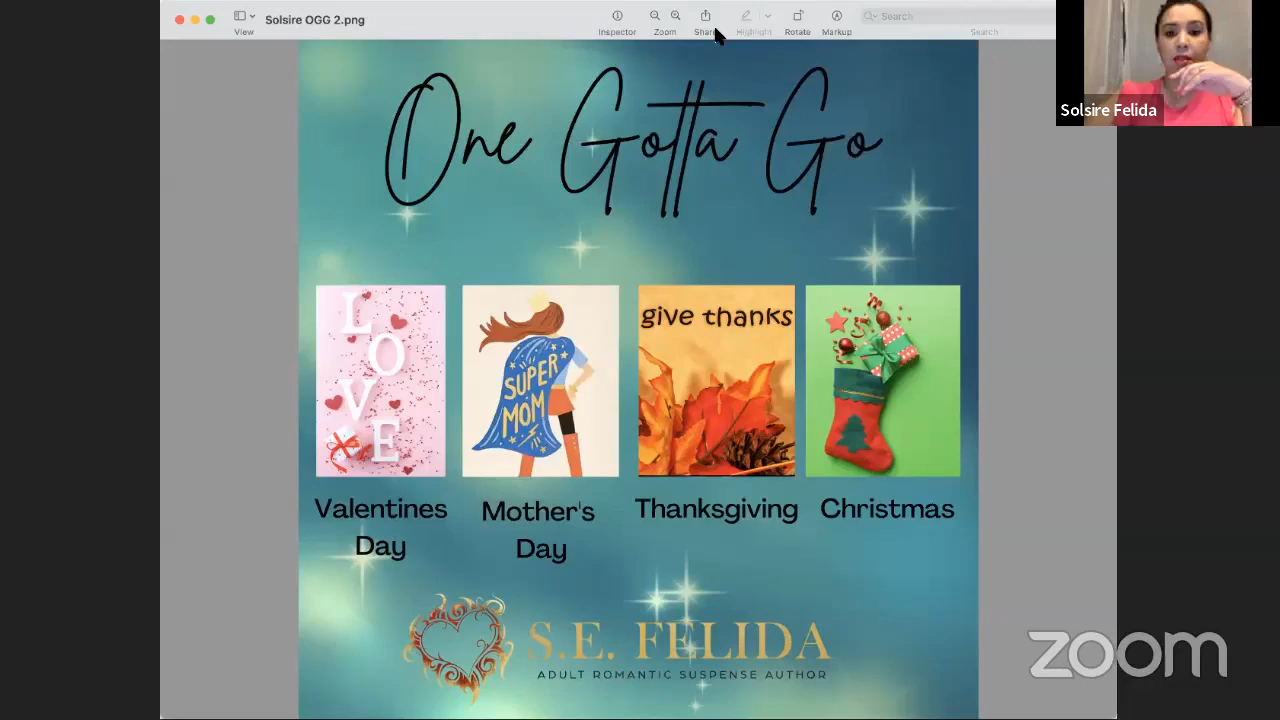 Solsire OGG 2.png
View
Inspector
Zoom
Share
Highlight
Rotate
Markup
Search
Search
Solsire Felida
One Gotta Go
LOVE
SUPER
MOM
give thanks
Valentines
Day
Mother's
Day
Thanksgiving
Christmas
S.E. FELIDA
ADULT ROMANTIC SUSPENSE AUTHOR
zoom